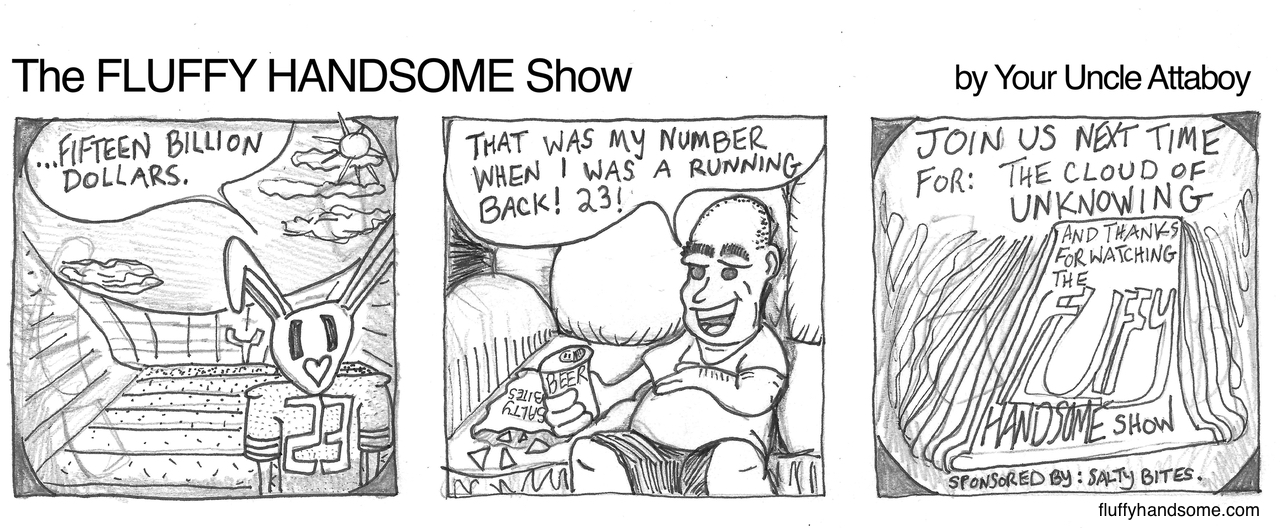 The FLUFFY HANDSOME Show
by Your Uncle Attaboy
...FIFTEEN BILLION
DOLLARS.
23
THAT WAS MY NUMBER
WHEN I WAS A RUNNING
BACK! 23!
BEER
SALTY
BITES
JOIN US NEXT TIME
FOR: THE CLOUD OF
UNKNOWING
AND THANKS
FOR WATCHING
THE
FLUFFY
HANDSOME SHOW
SPONSORED BY: SALTY BITES.
fluffyhandsome.com